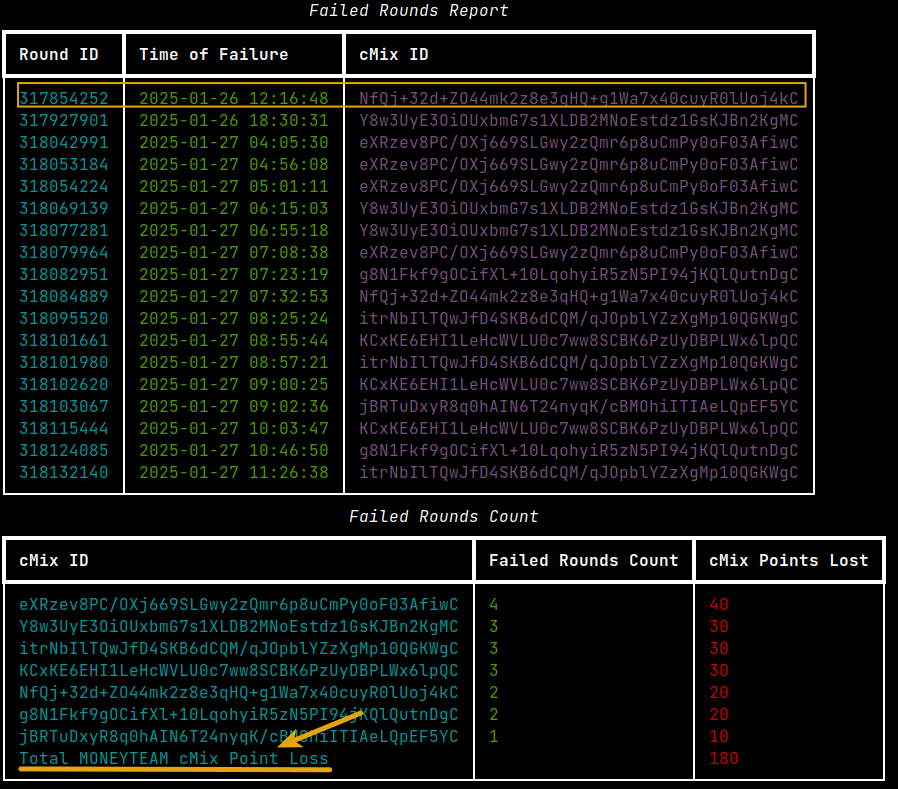 Failed Rounds Report
Round ID Time of Failure cMix ID
317854252 2025-01-26 12:16:48 NfQj+32d+ZO44mk2z8e3qHQ+g1Wa7x40cuyR0lUoj4kC
317927901 2025-01-26 18:30:31 Y8w3UyE3OiOUxbmG7s1XLDB2MNoEstdz1GsKJBn2KgMC
318042991 2025-01-27 04:05:30 eXRzev8PC/OXj669SLGwy2zQmr6p8uCmPy0oF03AfiwC
318053184 2025-01-27 04:56:08 eXRzev8PC/OXj669SLGwy2zQmr6p8uCmPy0oF03AfiwC
318054224 2025-01-27 05:01:11 eXRzev8PC/OXj669SLGwy2zQmr6p8uCmPy0oF03AfiwC
318069139 2025-01-27 06:15:03 Y8w3UyE3OiOUxbmG7s1XLDB2MNoEstdz1GsKJBn2KgMC
318077281 2025-01-27 06:55:18 Y8w3UyE3OiOUxbmG7s1XLDB2MNoEstdz1GsKJBn2KgMC
318079964 2025-01-27 07:08:38 eXRzev8PC/OXj669SLGwy2zQmr6p8uCmPy0oF03AfiwC
318082951 2025-01-27 07:23:19 g8N1Fkf9gOCifXl+10LqohyiR5zN5PI94jKQlQutnDgC
318084889 2025-01-27 07:32:53 NfQj+32d+ZO44mk2z8e3qHQ+g1Wa7x40cuyR0lUoj4kC
318095520 2025-01-27 08:25:24 itrNbIlTQwJfD4SKB6dCQM/qJOpblYZzXgMp10QGKWgC
318101661 2025-01-27 08:55:44 KCxKE6EHI1LeHcWVLU0c7ww8SCBK6PzUyDBPLWx6lpQC
318101980 2025-01-27 08:57:21 itrNbIlTQwJfD4SKB6dCQM/qJOpblYZzXgMp10QGKWgC
318102620 2025-01-27 09:00:25 KCxKE6EHI1LeHcWVLU0c7ww8SCBK6PzUyDBPLWx6lpQC
318103067 2025-01-27 09:02:36 jBRTuDxyR8q0hAIN6T24nyqK/cBMOhiITIAeLQpEF5YC
318115444 2025-01-27 10:03:47 KCxKE6EHI1LeHcWVLU0c7ww8SCBK6PzUyDBPLWx6lpQC
318124085 2025-01-27 10:46:50 g8N1Fkf9gOCifXl+10LqohyiR5zN5PI94jKQlQutnDgC
318132140 2025-01-27 11:26:38 itrNbIlTQwJfD4SKB6dCQM/qJOpblYZzXgMp10QGKWgC
Failed Rounds Count
cMix ID Failed Rounds Count cMix Points Lost
eXRzev8PC/OXj669SLGwy2zQmr6p8uCmPy0oF03AfiwC 4 40
Y8w3UyE3OiOUxbmG7s1XLDB2MNoEstdz1GsKJBn2KgMC 3 30
itrNbIlTQwJfD4SKB6dCQM/qJOpblYZzXgMp10QGKWgC 3 30
KCxKE6EHI1LeHcWVLU0c7ww8SCBK6PzUyDBPLWx6lpQC 3 30
NfQj+32d+ZO44mk2z8e3qHQ+g1Wa7x40cuyR0lUoj4kC 2 20
g8N1Fkf9gOCifXl+10LqohyiR5zN5PI94jKQlQutnDgC 2 20
jBRTuDxyR8q0hAIN6T24nyqK/cBMOhiITIAeLQpEF5YC 1 10
Total MONEYTEAM cMix Point Loss 180